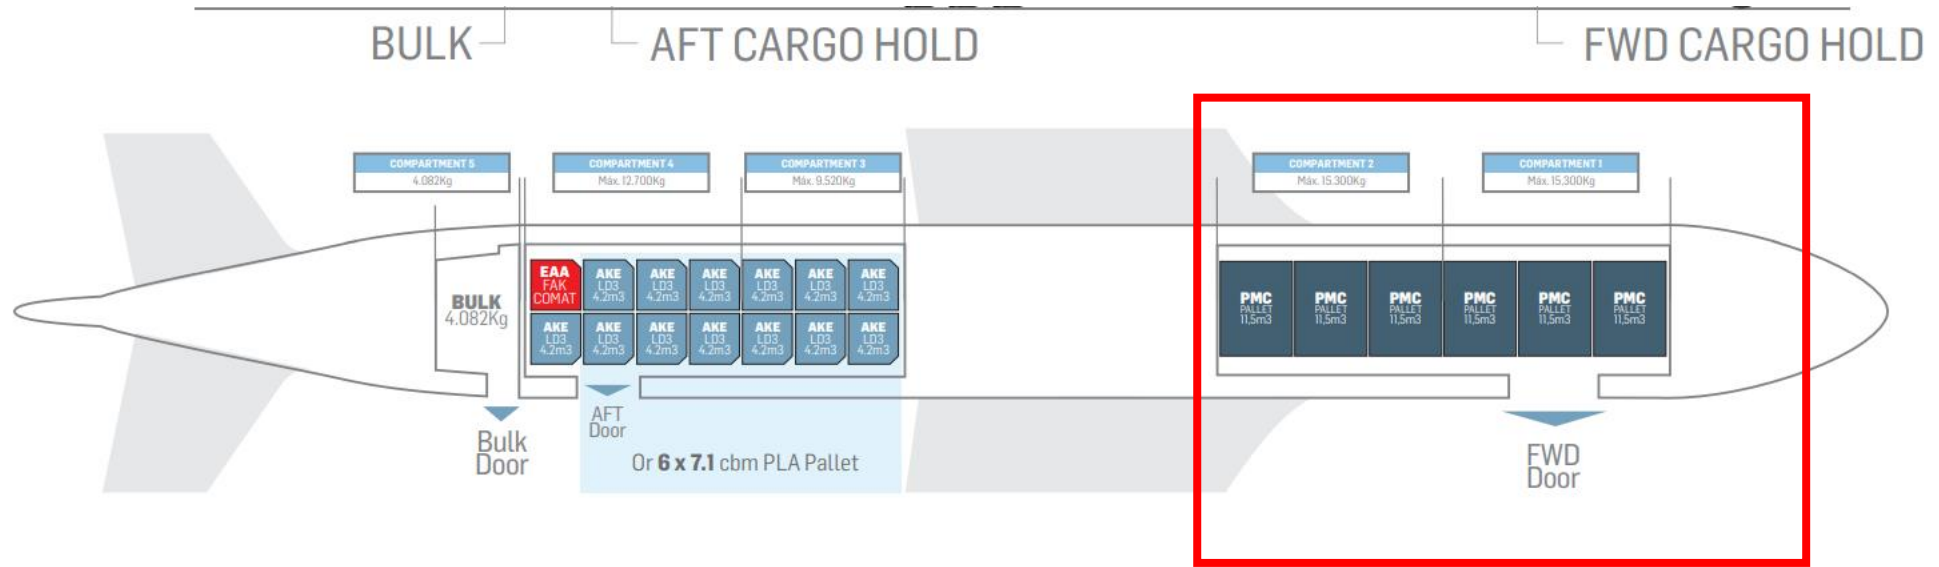 BULK
AFT CARGO HOLD
FWD CARGO HOLD
COMPARTMENT 5
4.082Kg
COMPARTMENT 4
Máx. 12.700Kg
COMPARTMENT 3
Máx. 9.520Kg
COMPARTMENT 2
Máx. 15.300Kg
COMPARTMENT 1
Máx. 15.300Kg
BULK
4.082Kg
EAA
FAK
COMAT
AKE
LD3
4.2m3
AKE
LD3
4.2m3
AKE
LD3
4.2m3
AKE
LD3
4.2m3
AKE
LD3
4.2m3
AKE
LD3
4.2m3
AKE
LD3
4.2m3
AKE
LD3
4.2m3
AKE
LD3
4.2m3
AKE
LD3
4.2m3
AKE
LD3
4.2m3
AKE
LD3
4.2m3
AKE
LD3
4.2m3
PMC
PALLET
11,5m3
PMC
PALLET
11,5m3
PMC
PALLET
11,5m3
PMC
PALLET
11,5m3
PMC
PALLET
11,5m3
PMC
PALLET
11,5m3
Bulk
Door
AFT
Door
Or 6 x 7.1 cbm PLA Pallet
FWD
Door